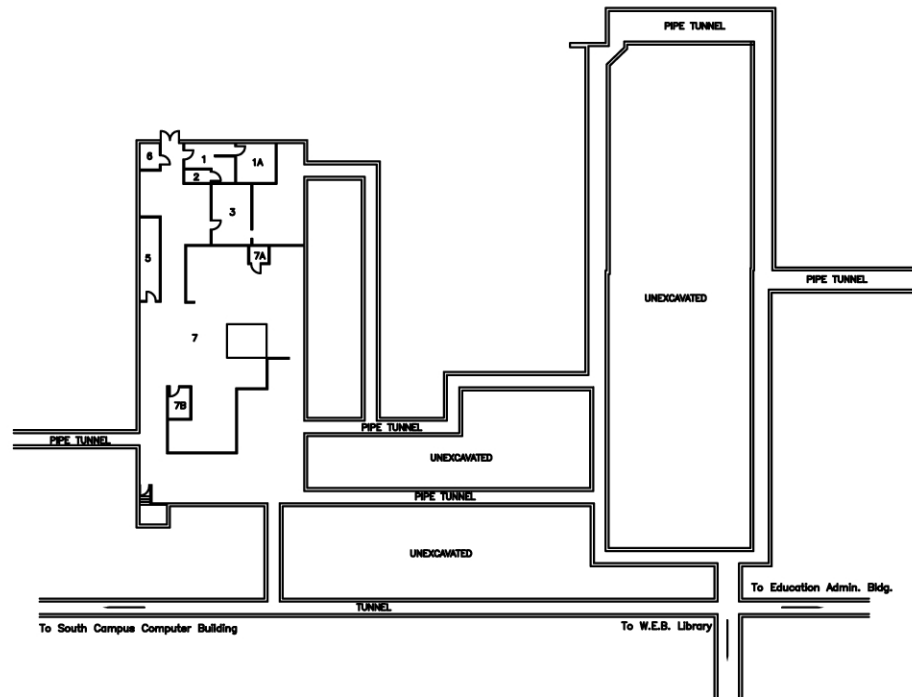 PIPE TUNNEL
6
1
1A
2
3
5
7A
PIPE TUNNEL
UNEXCAVATED
7
7B
PIPE TUNNEL
PIPE TUNNEL
UNEXCAVATED
PIPE TUNNEL
UNEXCAVATED
To Education Admin. Bldg.
TUNNEL
To South Campus Computer Building
To W.E.B. Library